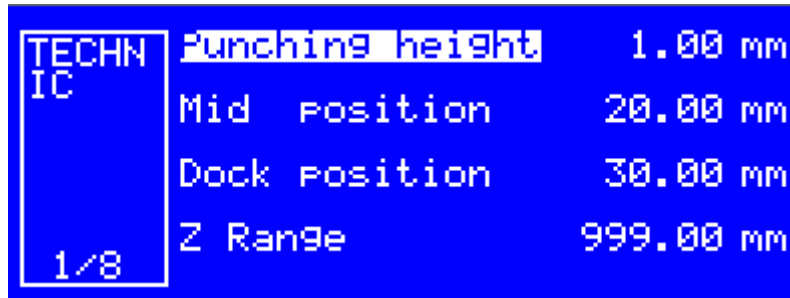 TECHN
IC
1/8
Punching height 1.00 mm
Mid position 20.00 mm
Dock position 30.00 mm
Z Range 999.00 mm